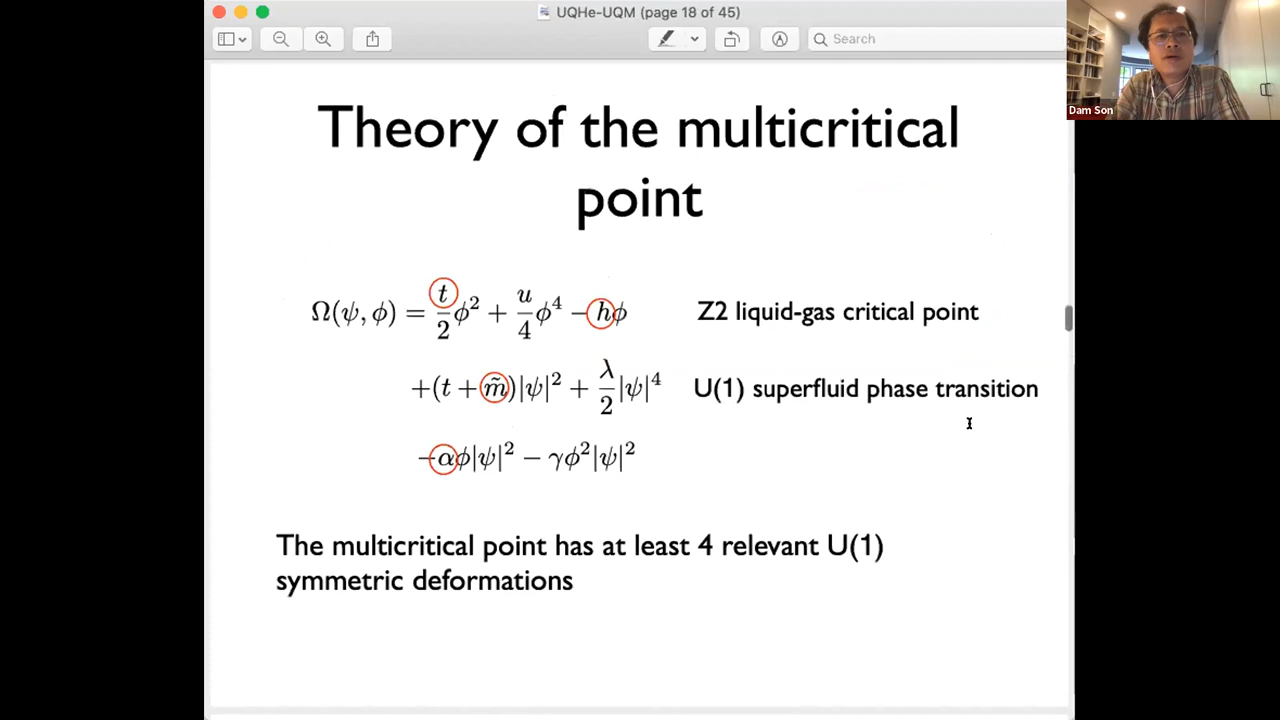 UQHe-UQM (page 18 of 45)
Search
Dam Son
Theory of the multicritical
point
Ω(ψ, φ) = t/2 φ² + u/4 φ⁴ − hφ Z2 liquid-gas critical point
+(t + m̃)|ψ|² + λ/2 |ψ|⁴ U(1) superfluid phase transition
−αφ|ψ|² − γφ²|ψ|²
The multicritical point has at least 4 relevant U(1)
symmetric deformations